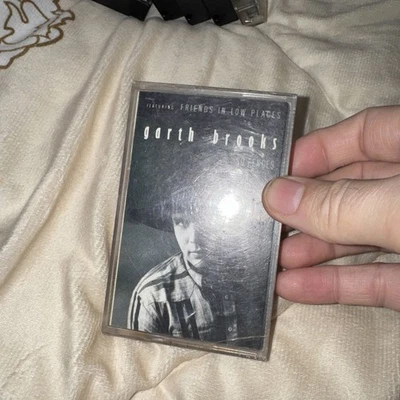 FEATURING FRIENDS IN LOW PLACES
garth brooks